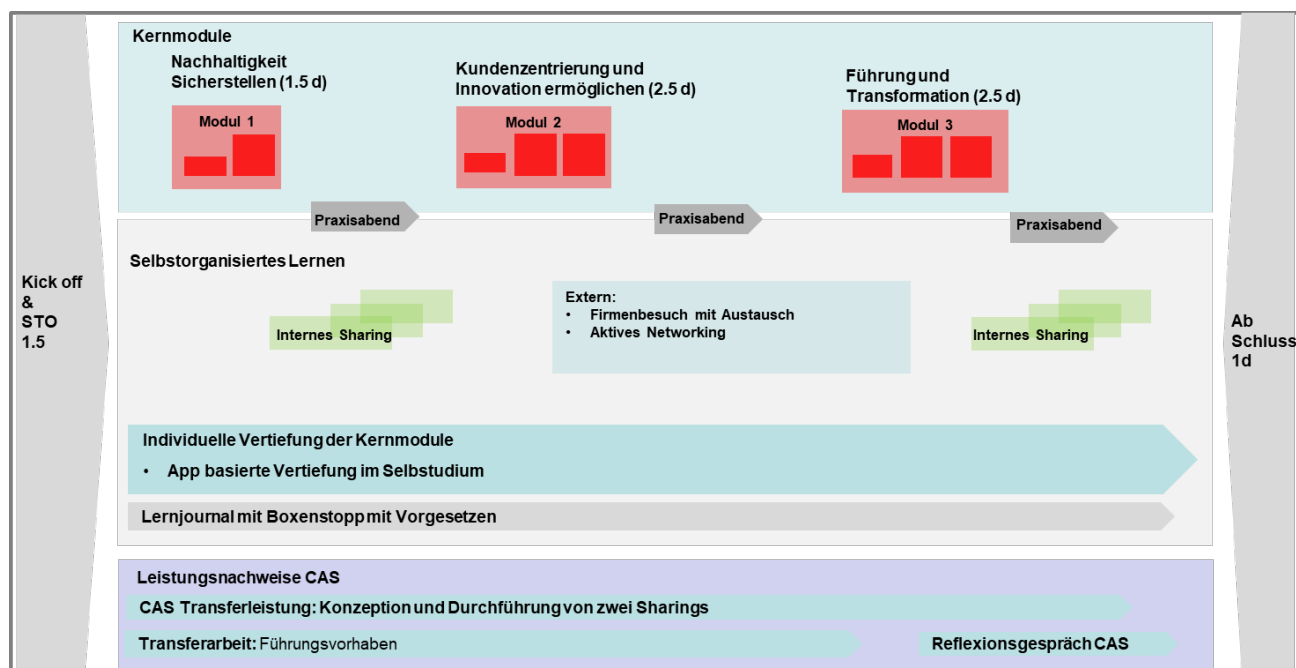 Kernmodule
Nachhaltigkeit
Sicherstellen (1.5 d)
Kundenzentrierung und
Innovation ermöglichen (2.5 d)
Führung und
Transformation (2.5 d)
Modul 1
Modul 2
Modul 3
Praxisabend
Praxisabend
Praxisabend
Kick off
&
STO
1.5
Selbstorganisiertes Lernen
Internes Sharing
Extern:
• Firmenbesuch mit Austausch
• Aktives Networking
Internes Sharing
Ab
Schluss
1d
Individuelle Vertiefung der Kernmodule
• App basierte Vertiefung im Selbstudium
Lernjournal mit Boxenstopp mit Vorgesetzen
Leistungsnachweise CAS
CAS Transferleistung: Konzeption und Durchführung von zwei Sharings
Transferarbeit: Führungsvorhaben
Reflexionsgespräch CAS